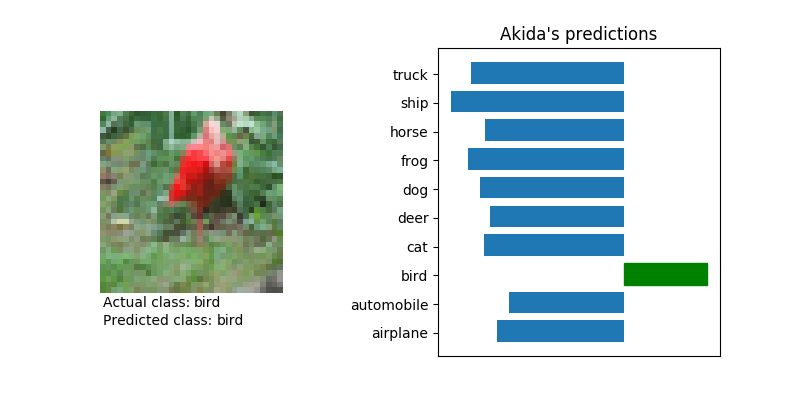 Akida's predictions
truck
ship
horse
frog
dog
deer
cat
bird
automobile
airplane
Actual class: bird
Predicted class: bird